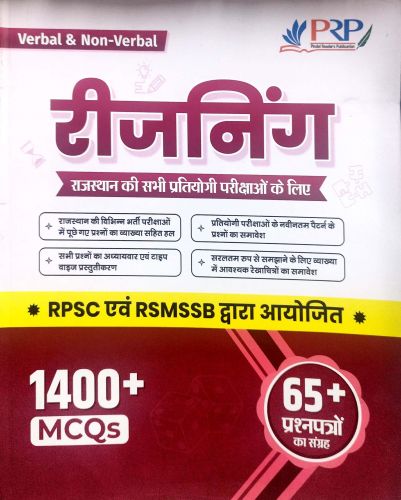 Verbal & Non-Verbal
PRP
Pindel Reader's Publication
रीजनिंग
राजस्थान की सभी प्रतियोगी परीक्षाओं के लिए
राजस्थान की विभिन्न भर्ती परीक्षाओं
में पूछे गए प्रश्नों का व्याख्या सहित हल
प्रतियोगी परीक्षाओं के नवीनतम पैटर्न के
प्रश्नों का समावेश
सभी प्रश्नों का अध्यायवार एवं टाइप
वाइज प्रस्तुतीकरण
सरलतम रुप से समझाने के लिए व्याख्या
में आवश्यक रेखाचित्रों का समावेश
RPSC एवं RSMSSB द्वारा आयोजित
1400+
MCQs
65+
प्रश्नपत्रों
का संग्रह